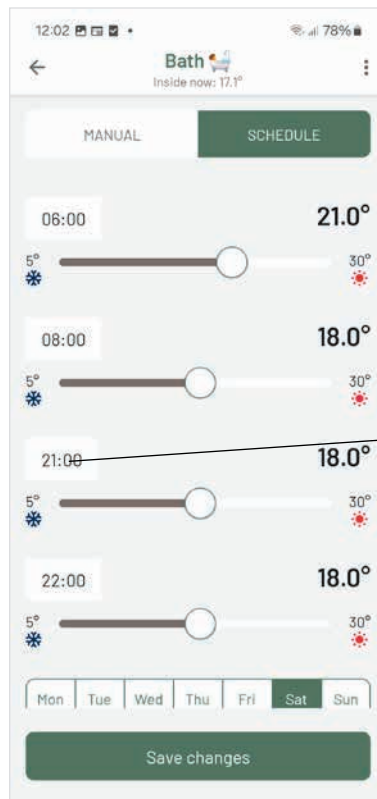 12:02 78%
Bath
Inside now: 17.1°
MANUAL SCHEDULE
06:00 21.0°
5° 30°
08:00 18.0°
5° 30°
21:00 18.0°
5° 30°
22:00 18.0°
5° 30°
Mon Tue Wed Thu Fri Sat Sun
Save changes